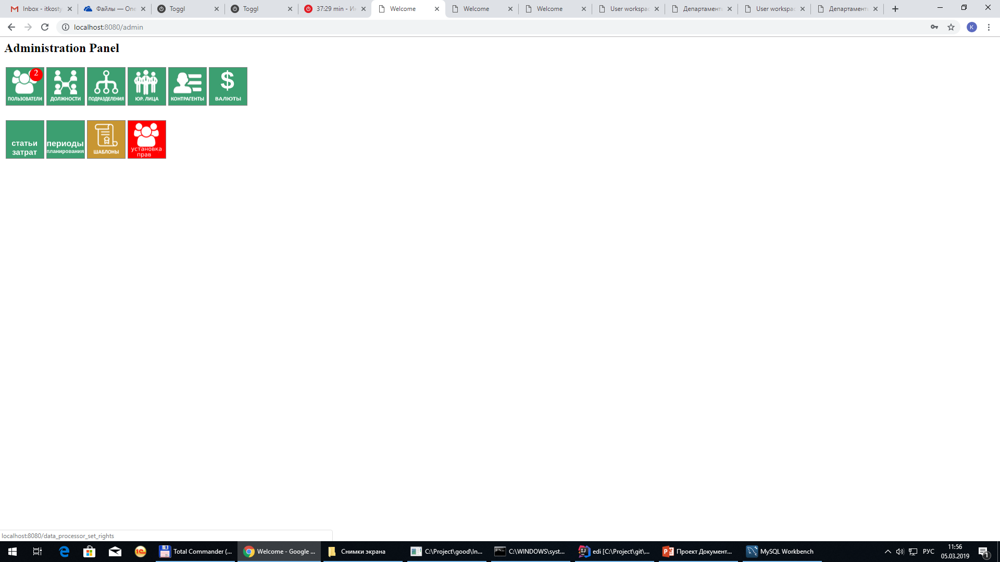 Inbox - itkosty
Файлы — One
Toggl
Toggl
37:29 min - Ин
Welcome
Welcome
Welcome
User workspac
Департамент
User workspac
Департамент
localhost:8080/admin
K
Administration Panel
2
ПОЛЬЗОВАТЕЛИ
ДОЛЖНОСТИ
ПОДРАЗДЕЛЕНИЯ
ЮР. ЛИЦА
КОНТРАГЕНТЫ
$
ВАЛЮТЫ
статьи
затрат
периоды
планирования
ШАБЛОНЫ
установка
прав
localhost:8080/data_processor_set_rights
Total Commander (...
Welcome - Google ...
Снимки экрана
C:\Project\good\In...
C:\WINDOWS\syst...
edi [C:\Project\git\...
Проект Документ...
MySQL Workbench
РУС
11:56
05.03.2019
1